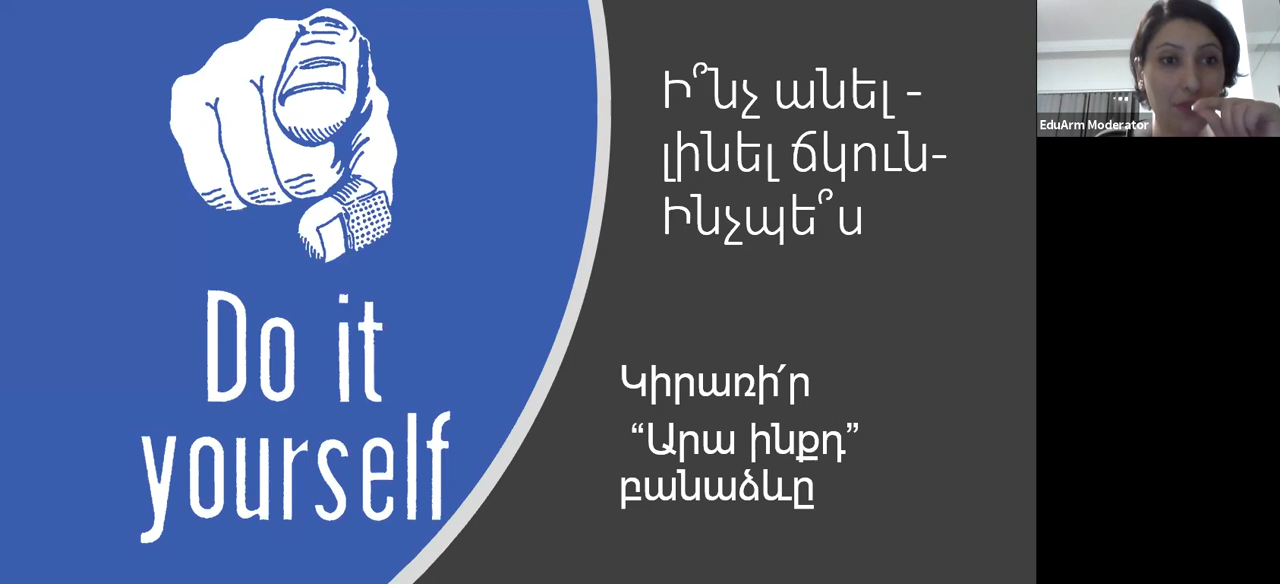 Do it
yourself
Ի՞նչ անել -
լինել ճկուն-
Ինչպե՞ս
Կիրառի՛ր
“Արա ինքդ”
բանաձևը
EduArm Moderator